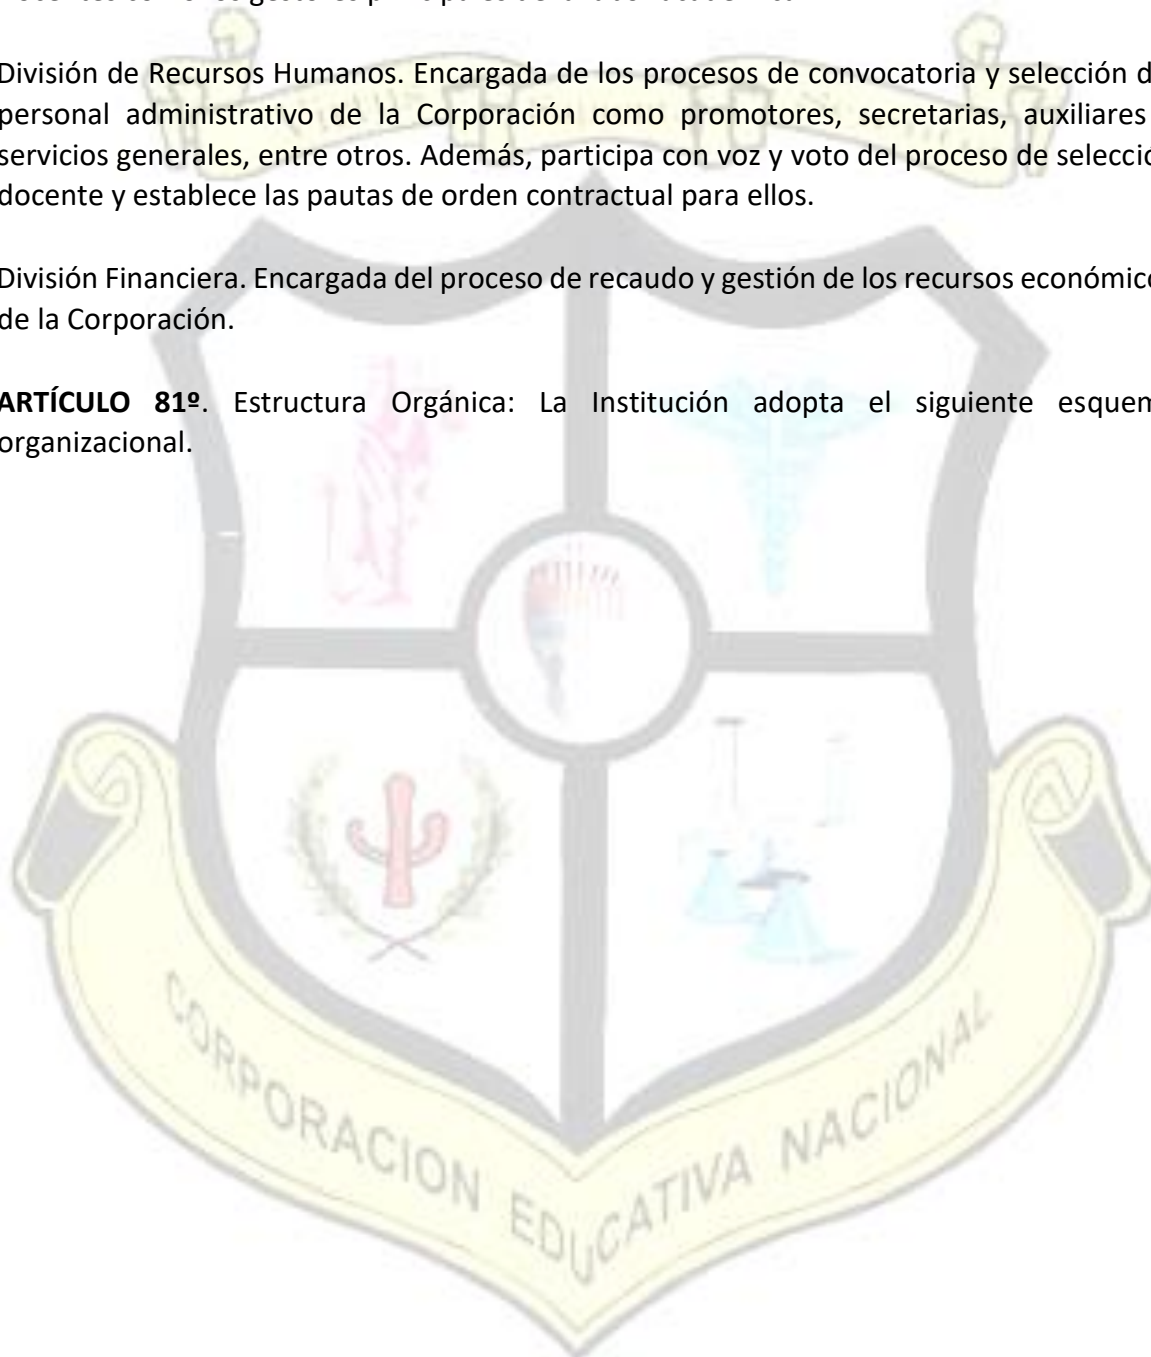 División de Recursos Humanos. Encargada de los procesos de convocatoria y selección d
personal administrativo de la Corporación como promotores, secretarias, auxiliares
servicios generales, entre otros. Además, participa con voz y voto del proceso de selecció
docente y establece las pautas de orden contractual para ellos.
División Financiera. Encargada del proceso de recaudo y gestión de los recursos económic
de la Corporación.
ARTÍCULO 81º. Estructura Orgánica: La Institución adopta el siguiente esquem
organizacional.
CORPORACION EDUCATIVA NACIONAL